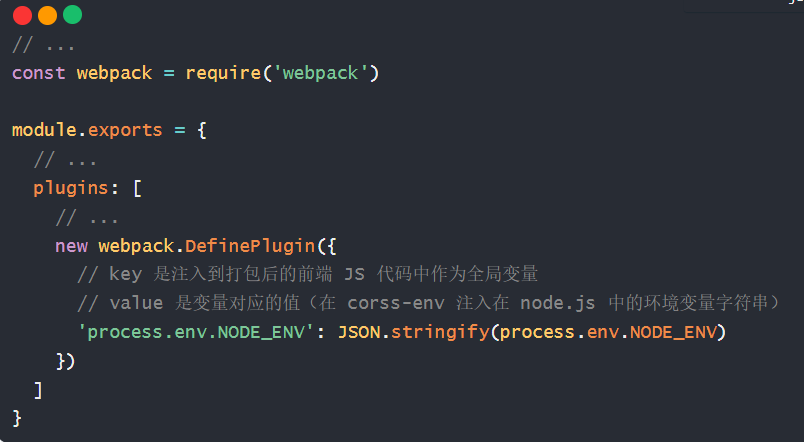 // ...
const webpack = require('webpack')
module.exports = {
// ...
plugins: [
// ...
new webpack.DefinePlugin({
// key 是注入到打包后的前端 JS 代码中作为全局变量
// value 是变量对应的值（在 corss-env 注入在 node.js 中的环境变量字符串）
'process.env.NODE_ENV': JSON.stringify(process.env.NODE_ENV)
})
]
}